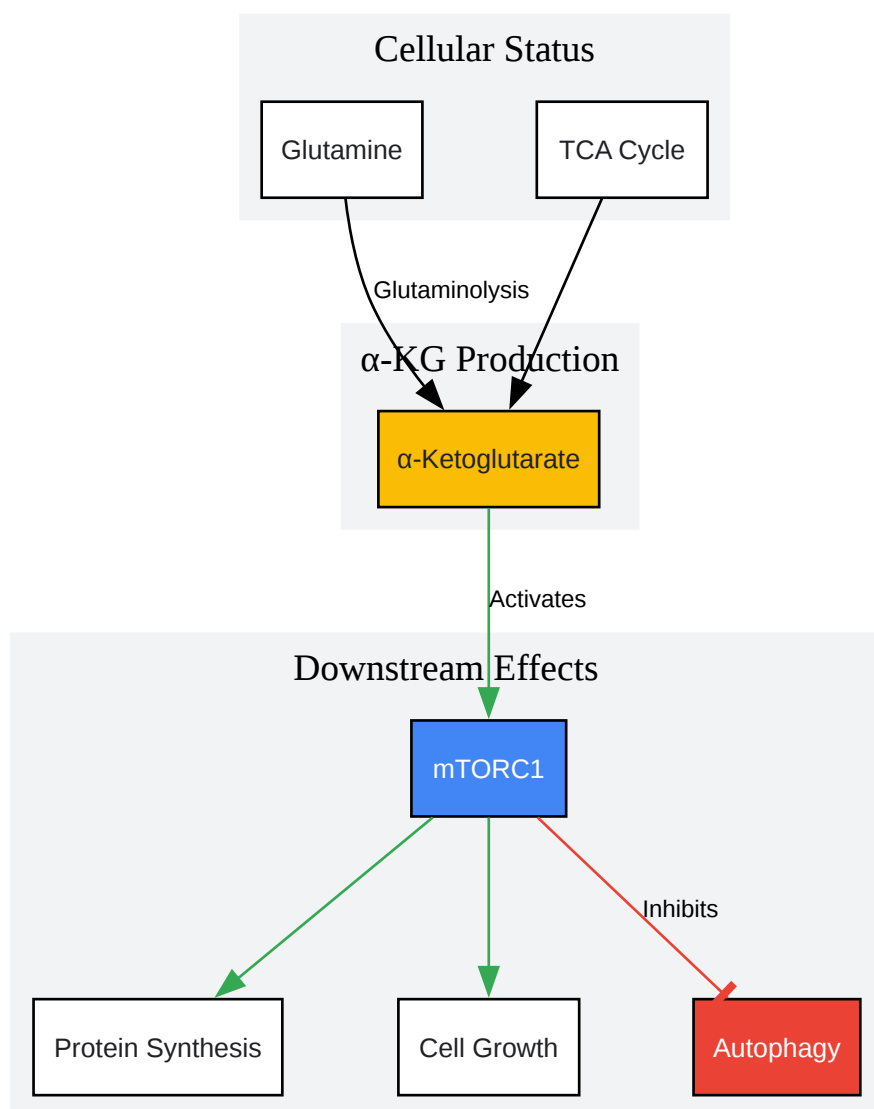 Cellular Status
Glutamine
TCA Cycle
Glutaminolysis
α-KG Production
α-Ketoglutarate
Activates
Downstream Effects
mTORC1
Inhibits
Protein Synthesis
Cell Growth
Autophagy